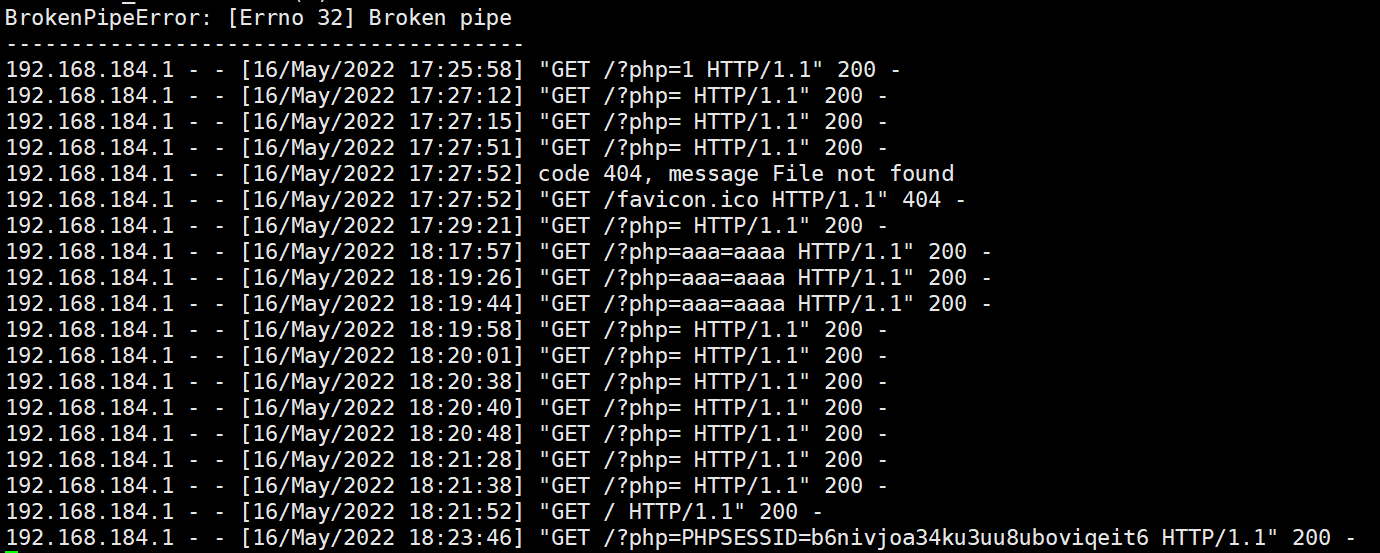 BrokenPipeError: [Errno 32] Broken pipe
----------------------------------------
192.168.184.1 - - [16/May/2022 17:25:58] "GET /?php=1 HTTP/1.1" 200 -
192.168.184.1 - - [16/May/2022 17:27:12] "GET /?php= HTTP/1.1" 200 -
192.168.184.1 - - [16/May/2022 17:27:15] "GET /?php= HTTP/1.1" 200 -
192.168.184.1 - - [16/May/2022 17:27:51] "GET /?php= HTTP/1.1" 200 -
192.168.184.1 - - [16/May/2022 17:27:52] code 404, message File not found
192.168.184.1 - - [16/May/2022 17:27:52] "GET /favicon.ico HTTP/1.1" 404 -
192.168.184.1 - - [16/May/2022 17:29:21] "GET /?php= HTTP/1.1" 200 -
192.168.184.1 - - [16/May/2022 18:17:57] "GET /?php=aaa=aaaa HTTP/1.1" 200 -
192.168.184.1 - - [16/May/2022 18:19:26] "GET /?php=aaa=aaaa HTTP/1.1" 200 -
192.168.184.1 - - [16/May/2022 18:19:44] "GET /?php=aaa=aaaa HTTP/1.1" 200 -
192.168.184.1 - - [16/May/2022 18:19:58] "GET /?php= HTTP/1.1" 200 -
192.168.184.1 - - [16/May/2022 18:20:01] "GET /?php= HTTP/1.1" 200 -
192.168.184.1 - - [16/May/2022 18:20:38] "GET /?php= HTTP/1.1" 200 -
192.168.184.1 - - [16/May/2022 18:20:40] "GET /?php= HTTP/1.1" 200 -
192.168.184.1 - - [16/May/2022 18:20:48] "GET /?php= HTTP/1.1" 200 -
192.168.184.1 - - [16/May/2022 18:21:28] "GET /?php= HTTP/1.1" 200 -
192.168.184.1 - - [16/May/2022 18:21:38] "GET /?php= HTTP/1.1" 200 -
192.168.184.1 - - [16/May/2022 18:21:52] "GET / HTTP/1.1" 200 -
192.168.184.1 - - [16/May/2022 18:23:46] "GET /?php=PHPSESSID=b6nivjoa34ku3uu8uboviqeit6 HTTP/1.1" 200 -